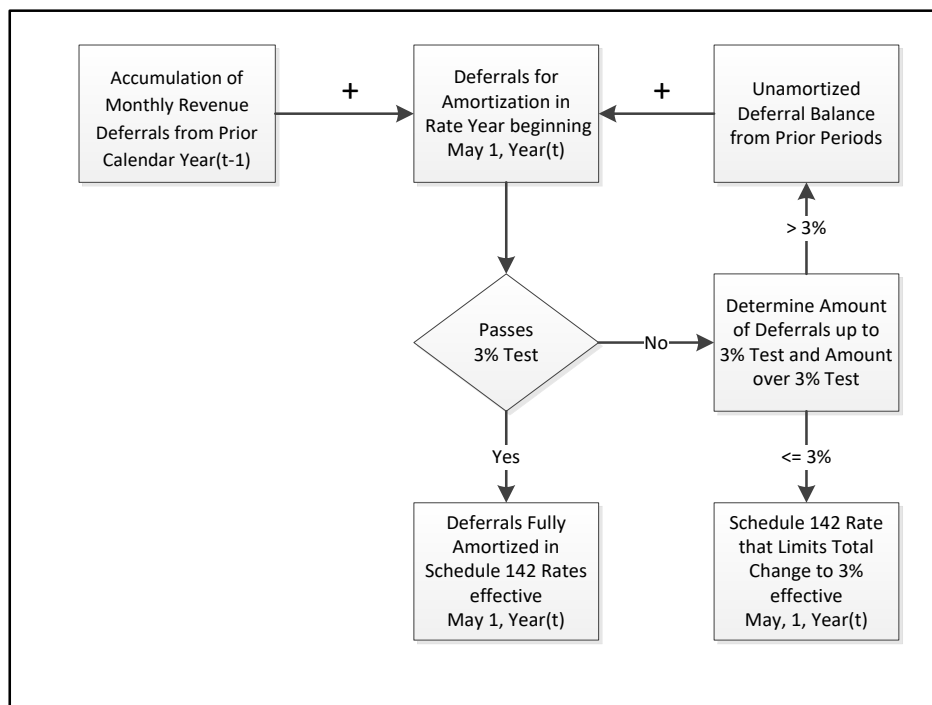 Accumulation of
Monthly Revenue
Deferrals from Prior
Calendar Year(t-1)
+
Deferrals for
Amortization in
Rate Year beginning
May 1, Year(t)
+
Unamortized
Deferral Balance
from Prior Periods
> 3%
Passes
3% Test
No
Determine Amount
of Deferrals up to
3% Test and Amount
over 3% Test
Yes
<= 3%
Deferrals Fully
Amortized in
Schedule 142 Rates
effective
May 1, Year(t)
Schedule 142 Rate
that Limits Total
Change to 3%
effective
May, 1, Year(t)